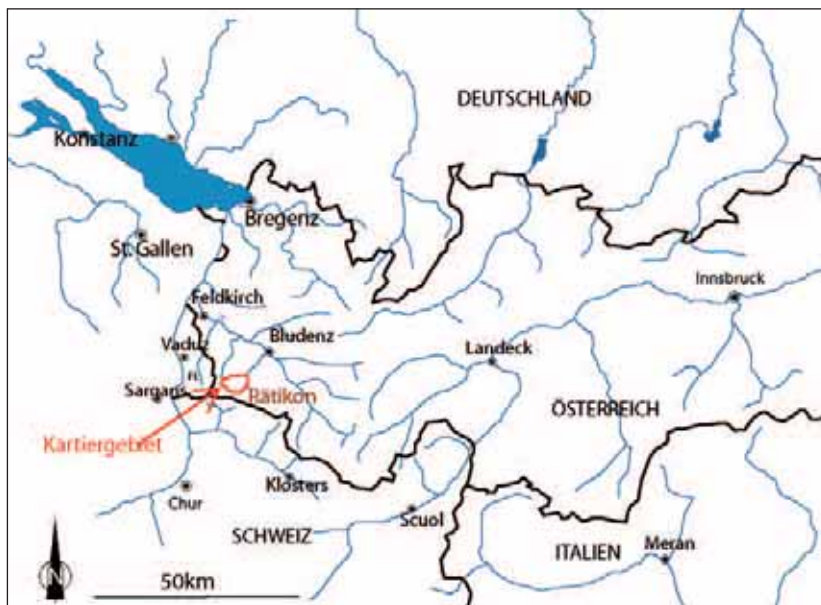 DEUTSCHLAND
Konstanz
Bregenz
St. Gallen
Innsbruck
Feldkirch
Bludenz
Vaduz
Landeck
FL
Sargans
Rätikon
ÖSTERREICH
Kartiergebiet
Klosters
Chur
Scuol
SCHWEIZ
ITALIEN
Meran
N
50km